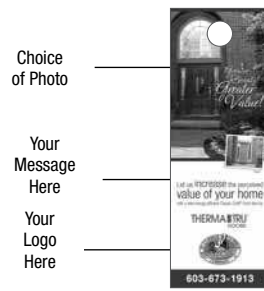 Choice
of Photo
Greater
Value!
Your
Message
Here
Let us increase the perceived
value of your home
Your
Logo
Here
THERMA TRU
DOORS
603-673-1913